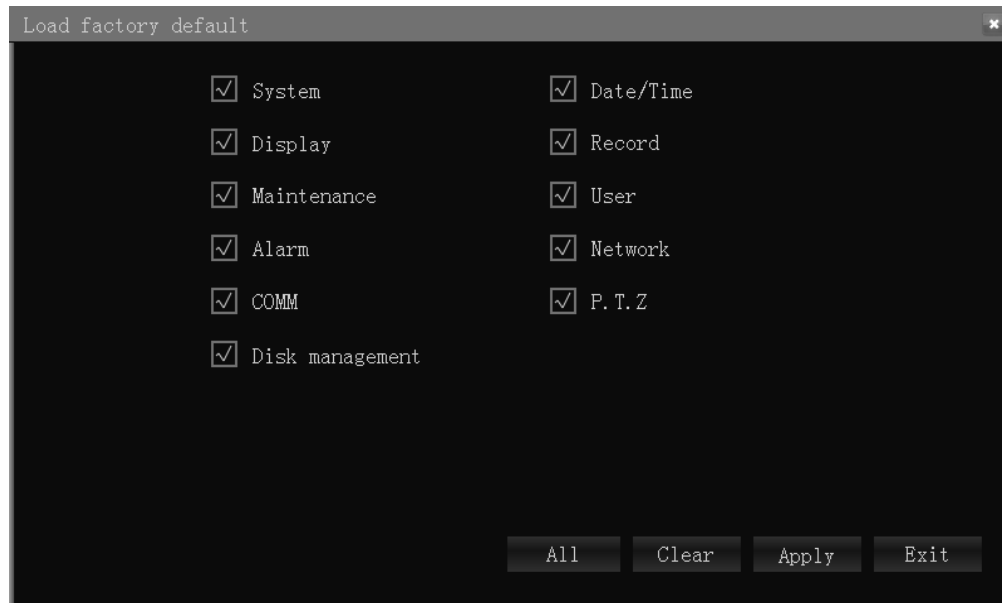 Load factory default
System
Date/Time
Display
Record
Maintenance
User
Alarm
Network
COMM
P.T.Z
Disk management
All
Clear
Apply
Exit